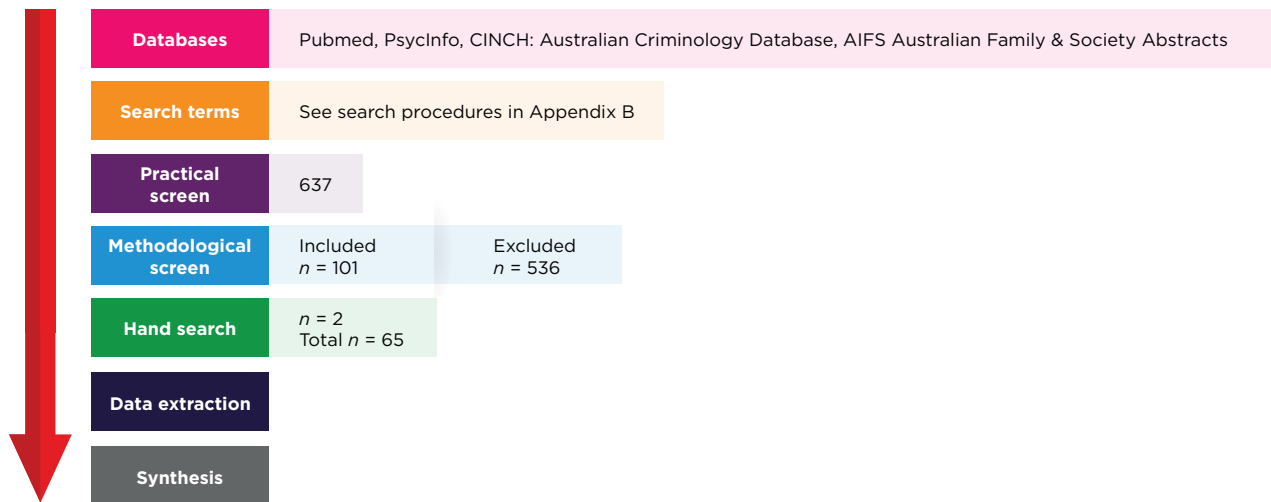 Databases
Pubmed, PsycInfo, CINCH: Australian Criminology Database, AIFS Australian Family & Society Abstracts
Search terms
See search procedures in Appendix B
Practical
screen
637
Methodological
screen
Included
n = 101
Excluded
n = 536
Hand search
n = 2
Total n = 65
Data extraction
Synthesis